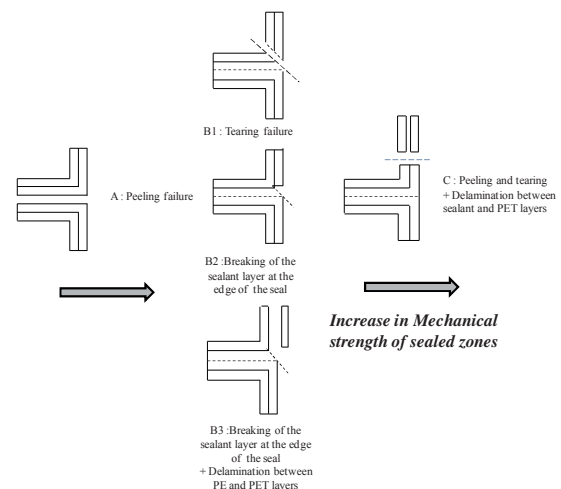 B1 : Tearing failure
A : Peeling failure
B2 :Breaking of the
sealant layer at the
edge of the seal
C : Peeling and tearing
+ Delamination between
sealant and PET layers
Increase in Mechanical
strength of sealed zones
B3 :Breaking of the
sealant layer at the edge
of the seal
+ Delamination between
PE and PET layers